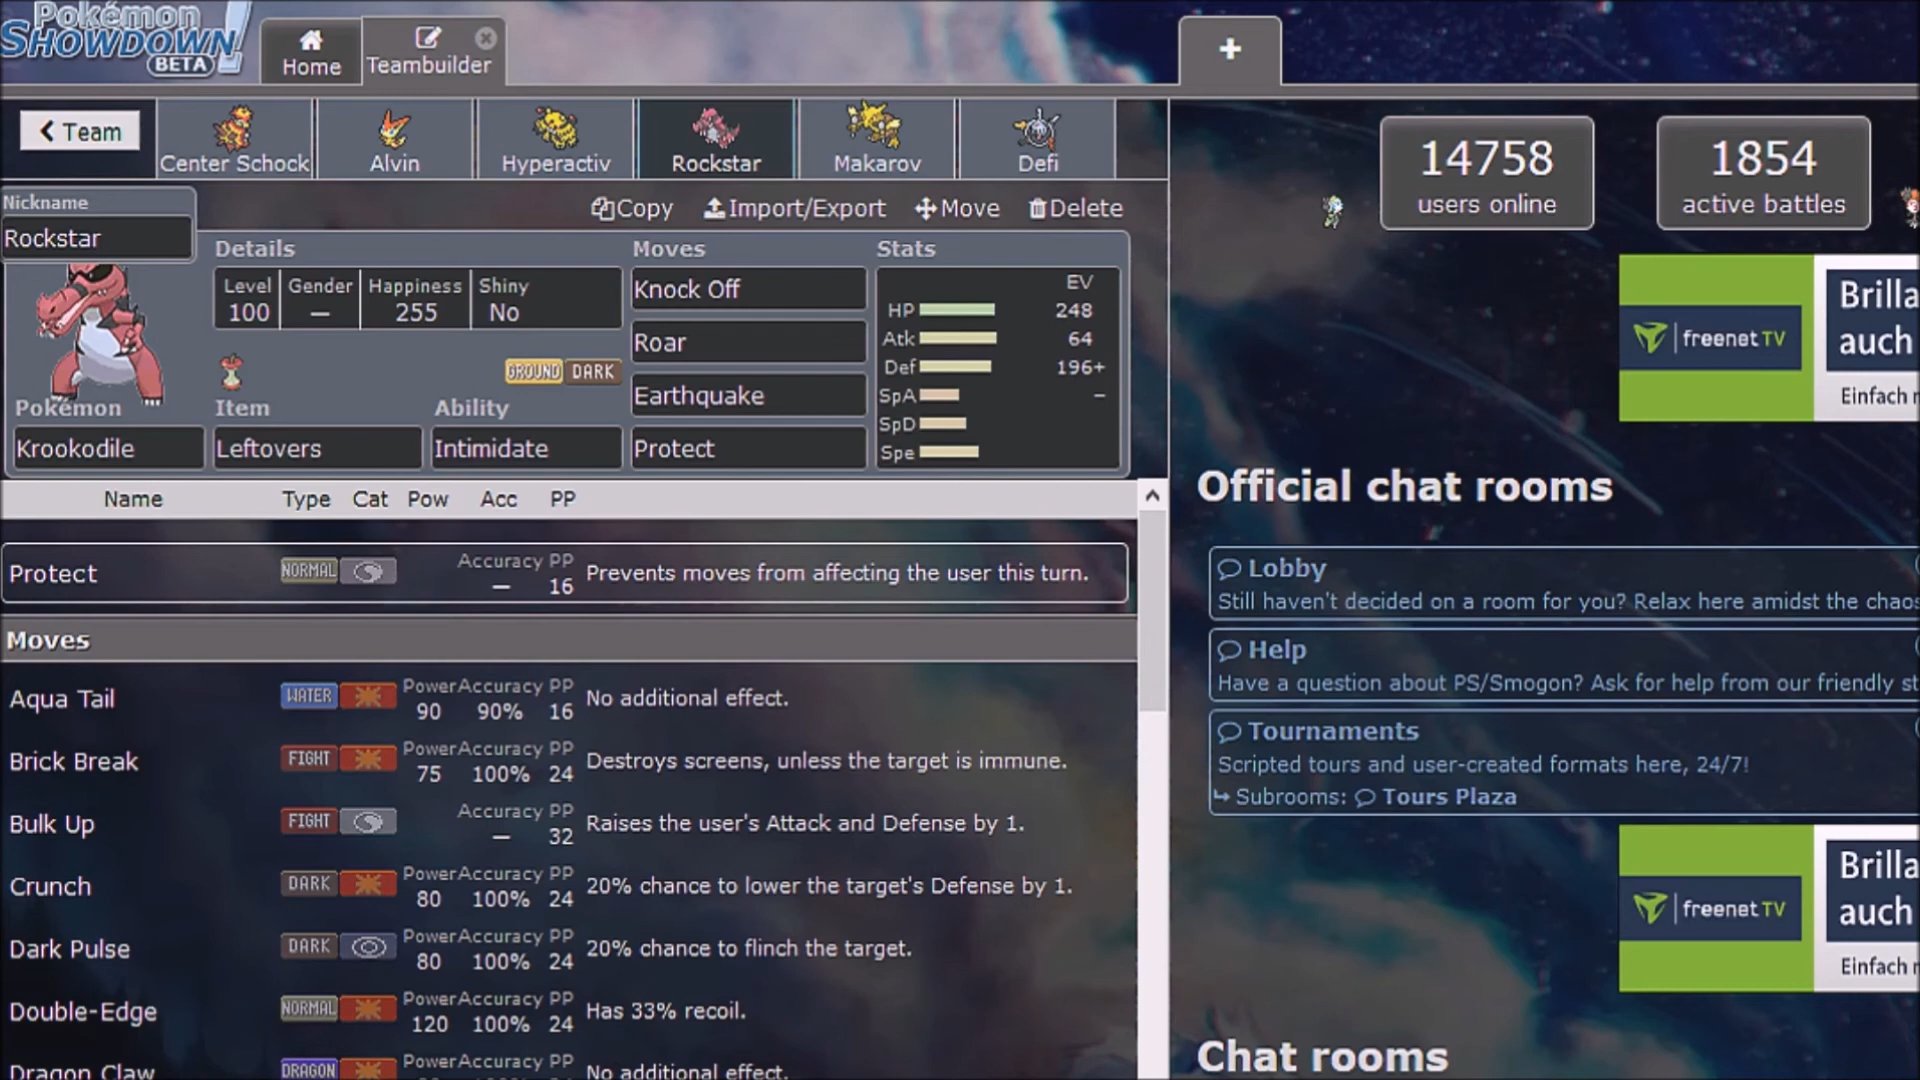 Pokémon
SHOWDOWN!
BETA
Home
Teambuilder
+
< Team
Center Schock
Alvin
Hyperactiv
Rockstar
Makarov
Defi
14758
users online
1854
active battles
Nickname
Rockstar
Copy
Import/Export
Move
Delete
Details
Moves
Stats
Level
100
Gender
—
Happiness
255
Shiny
No
GROUND
DARK
Pokémon
Krookodile
Item
Leftovers
Ability
Intimidate
Knock Off
Roar
Earthquake
Protect
EV
HP 248
Atk 64
Def 196+
SpA –
SpD
Spe
freenet TV
Brilla
auch
Einfach
Name Type Cat Pow Acc PP
Protect NORMAL Accuracy — PP 16 Prevents moves from affecting the user this turn.
Moves
Aqua Tail WATER Power 90 Accuracy 90% PP 16 No additional effect.
Brick Break FIGHT Power 75 Accuracy 100% PP 24 Destroys screens, unless the target is immune.
Bulk Up FIGHT Accuracy — PP 32 Raises the user's Attack and Defense by 1.
Crunch DARK Power 80 Accuracy 100% PP 24 20% chance to lower the target's Defense by 1.
Dark Pulse DARK Power 80 Accuracy 100% PP 24 20% chance to flinch the target.
Double-Edge NORMAL Power 120 Accuracy 100% PP 24 Has 33% recoil.
Dragon Claw DRAGON Power Accuracy PP No additional effect.
Official chat rooms
Lobby
Still haven't decided on a room for you? Relax here amidst the chaos
Help
Have a question about PS/Smogon? Ask for help from our friendly st
Tournaments
Scripted tours and user-created formats here, 24/7!
Subrooms: Tours Plaza
freenet TV
Brilla
auch
Einfach
Chat rooms